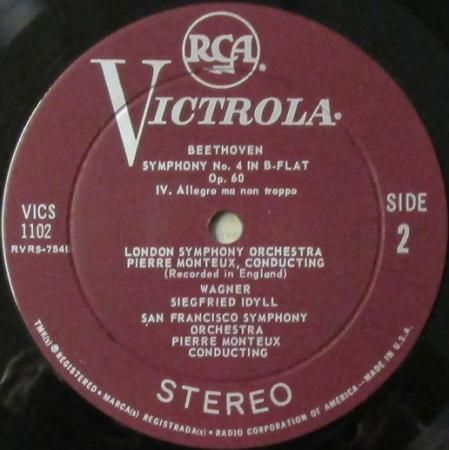 RCA
VICTROLA®
BEETHOVEN
SYMPHONY No. 4 IN B-FLAT
Op. 60
IV. Allegro ma non troppo
VICS
1102
RVRS-7541
SIDE
2
LONDON SYMPHONY ORCHESTRA
PIERRE MONTEUX, CONDUCTING
(Recorded in England)
WAGNER
SIEGFRIED IDYLL
SAN FRANCISCO SYMPHONY
ORCHESTRA
PIERRE MONTEUX
CONDUCTING
STEREO
TMK(s) ® REGISTERED • MARCA(s) REGISTRADA(s) • RADIO CORPORATION OF AMERICA—MADE IN U.S.A.